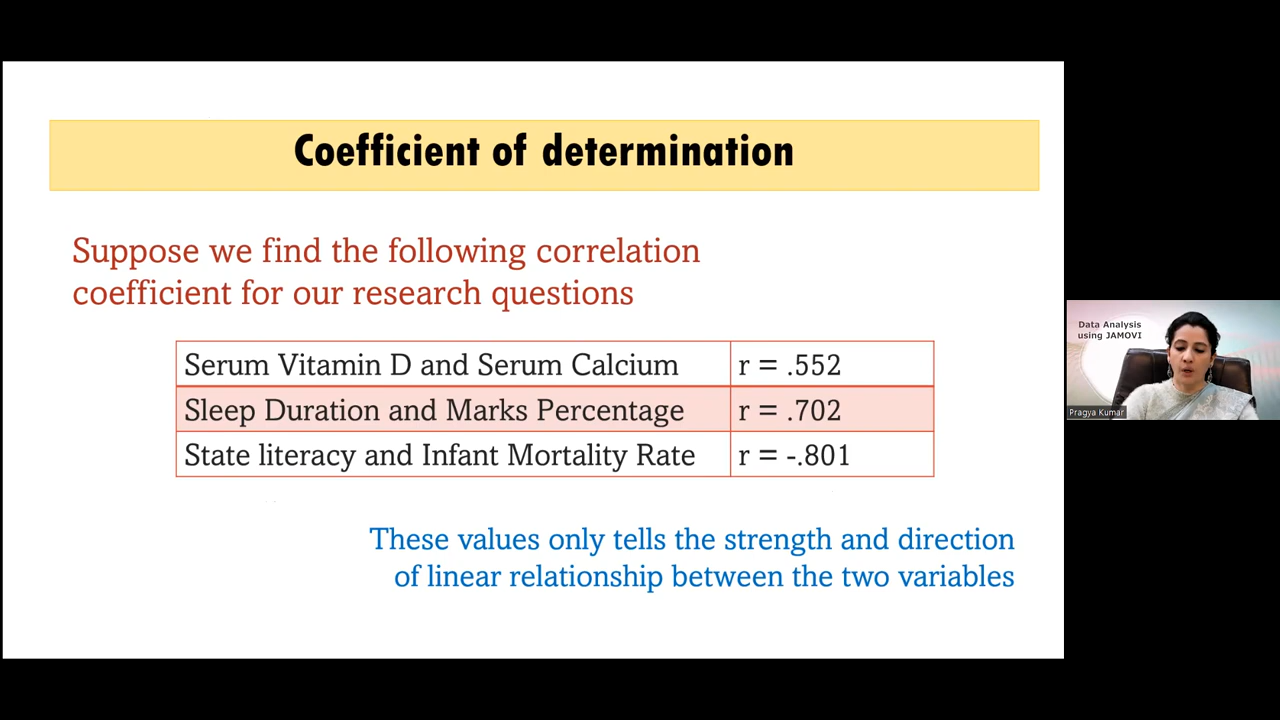 Coefficient of determination
Suppose we find the following correlation
coefficient for our research questions
Serum Vitamin D and Serum Calcium r = .552
Sleep Duration and Marks Percentage r = .702
State literacy and Infant Mortality Rate r = -.801
These values only tells the strength and direction
of linear relationship between the two variables
Data Analysis
using JAMOVI
Pragya Kumar